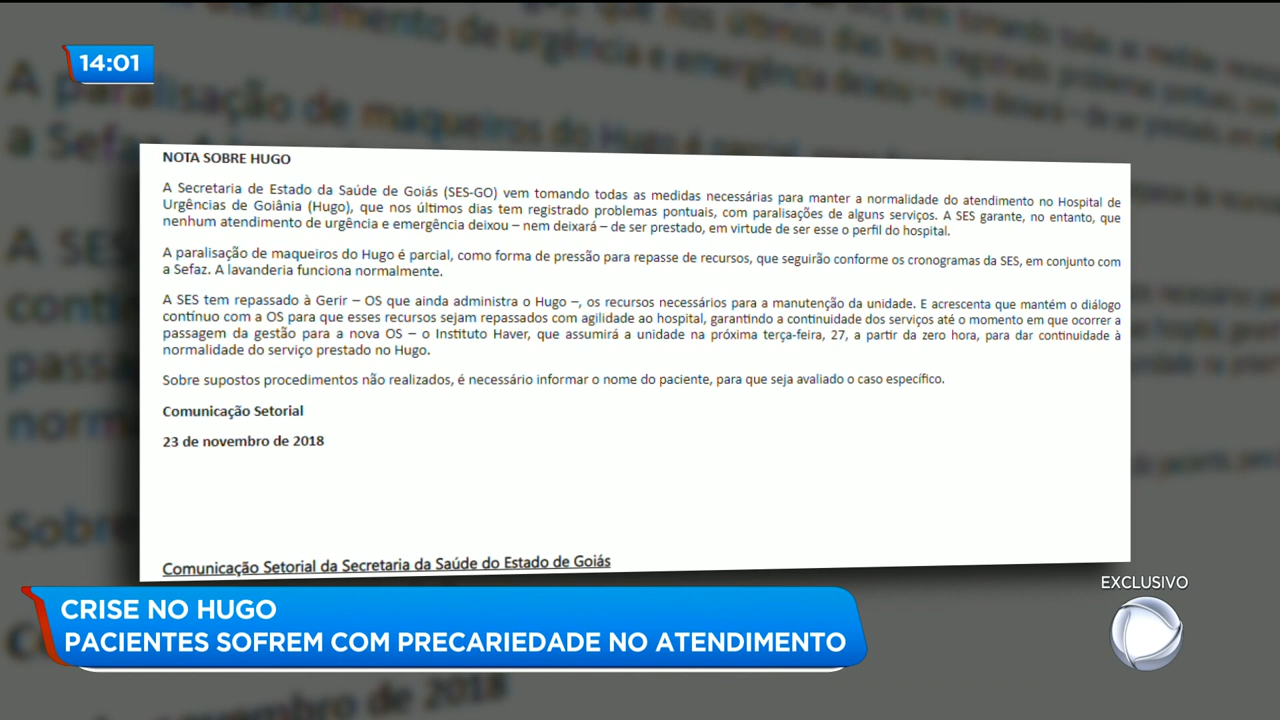 14:01
NOTA SOBRE HUGO
A Secretaria de Estado da Saúde de Goiás (SES-GO) vem tomando todas as medidas necessárias para manter a normalidade do atendimento no Hospital de
Urgências de Goiânia (Hugo), que nos últimos dias tem registrado problemas pontuais, com paralisações de alguns serviços. A SES garante, no entanto, que
nenhum atendimento de urgência e emergência deixou – nem deixará – de ser prestado, em virtude de ser esse o perfil do hospital.
A paralisação de maqueiros do Hugo é parcial, como forma de pressão para repasse de recursos, que seguirão conforme os cronogramas da SES, em conjunto com
a Sefaz. A lavanderia funciona normalmente.
A SES tem repassado à Gerir – OS que ainda administra o Hugo –, os recursos necessários para a manutenção da unidade. E acrescenta que mantém o diálogo
contínuo com a OS para que esses recursos sejam repassados com agilidade ao hospital, garantindo a continuidade dos serviços até o momento em que ocorrer a
passagem da gestão para a nova OS – o Instituto Haver, que assumirá a unidade na próxima terça-feira, 27, a partir da zero hora, para dar continuidade à
normalidade do serviço prestado no Hugo.
Sobre supostos procedimentos não realizados, é necessário informar o nome do paciente, para que seja avaliado o caso específico.
Comunicação Setorial
23 de novembro de 2018
Comunicação Setorial da Secretaria da Saúde do Estado de Goiás
EXCLUSIVO
CRISE NO HUGO
PACIENTES SOFREM COM PRECARIEDADE NO ATENDIMENTO